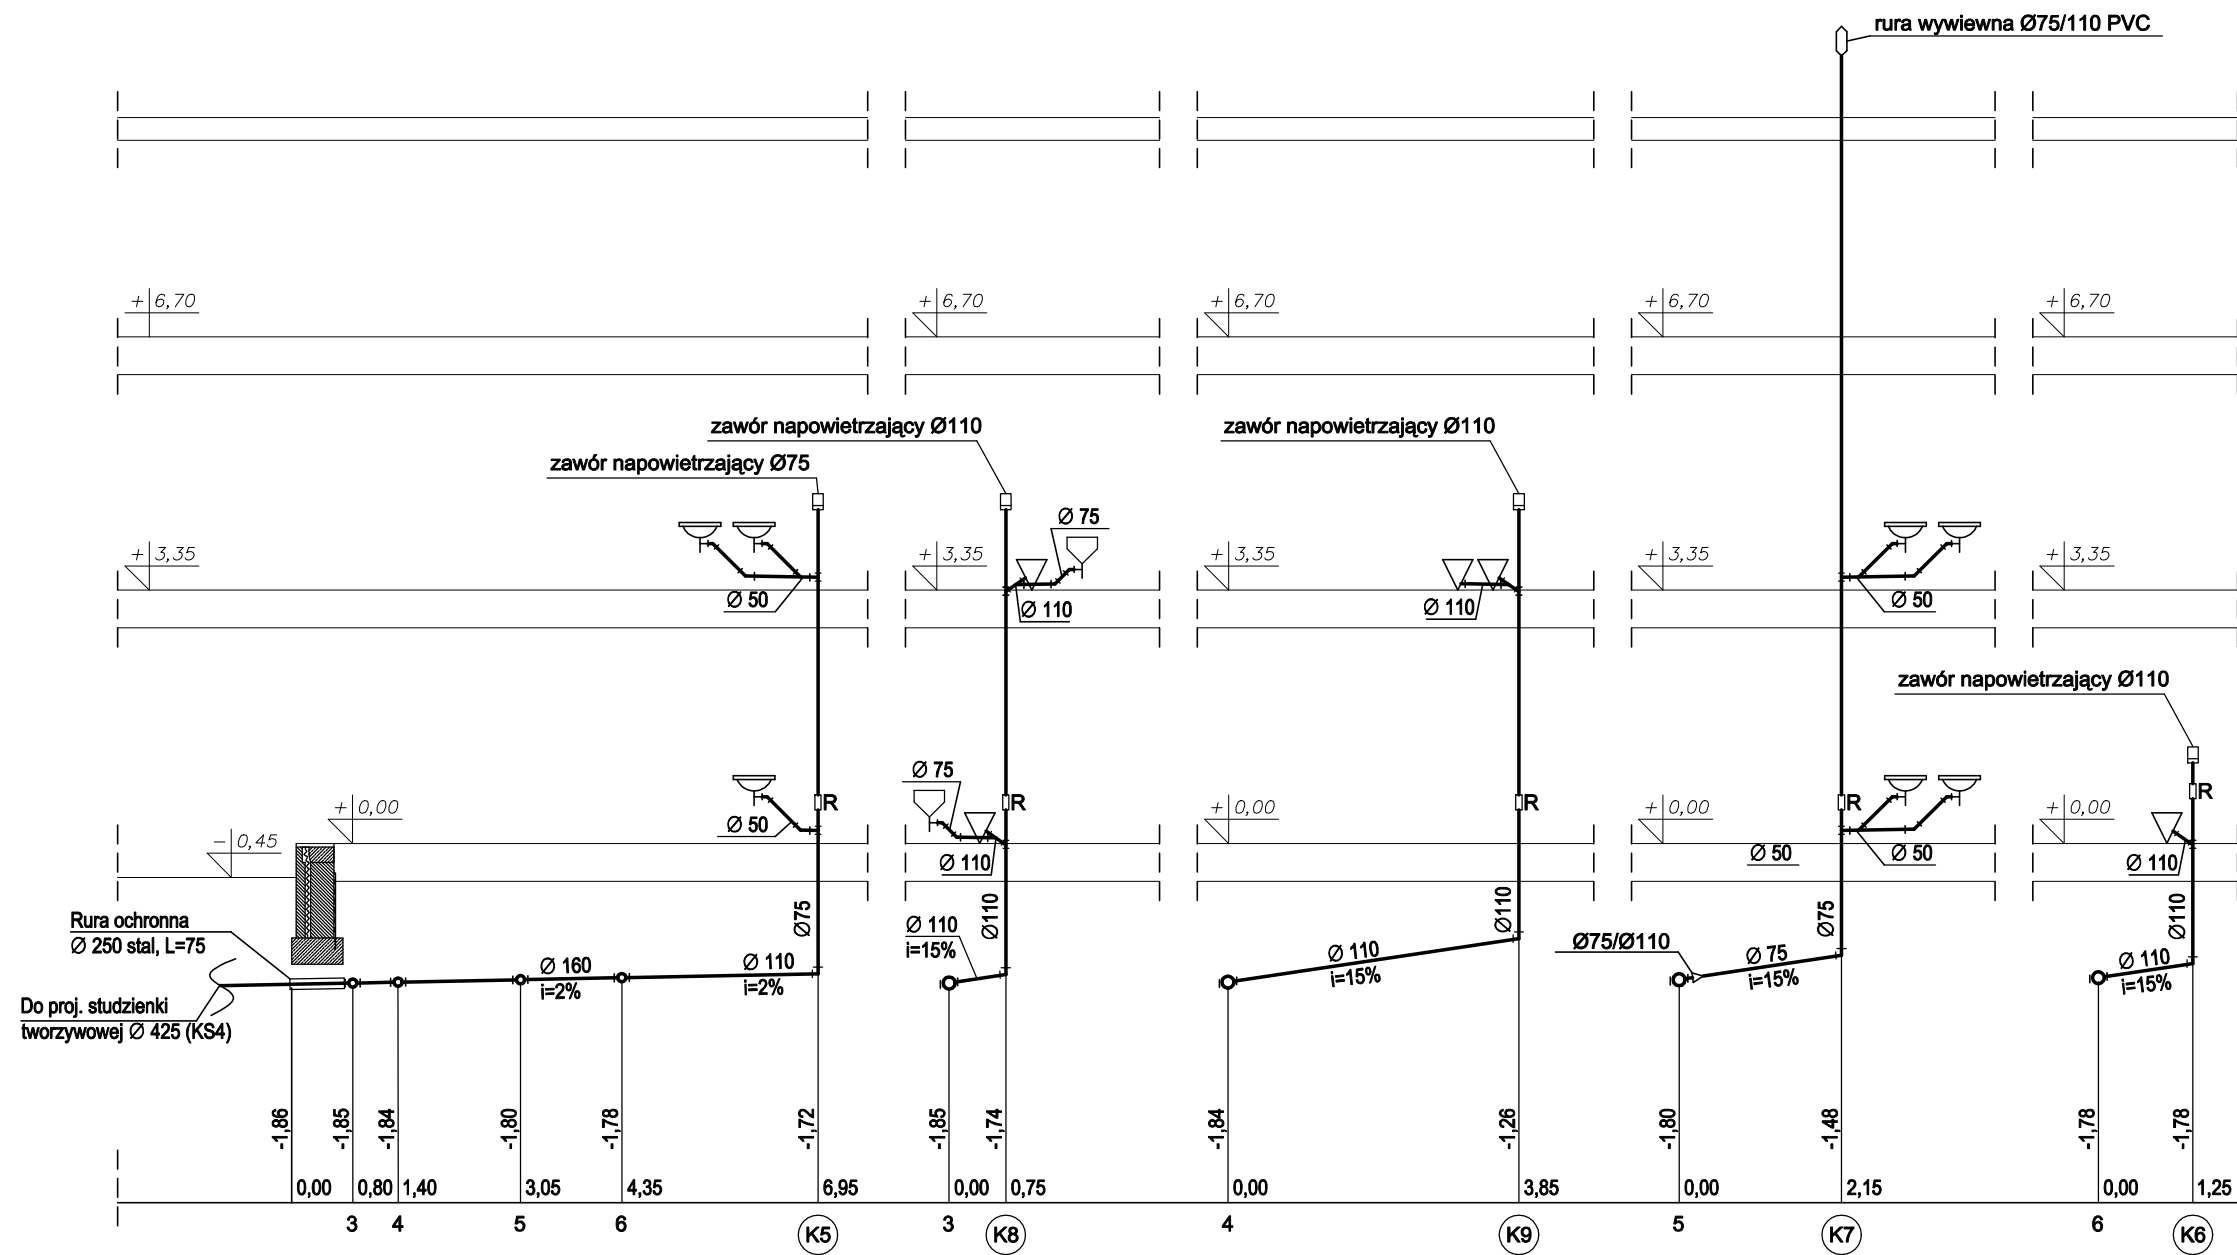 rura wywiewna Ø75/110 PVC
+ 6,70
+ 6,70
+ 6,70
+ 6,70
+ 6,70
zawór napowietrzający Ø110
zawór napowietrzający Ø110
zawór napowietrzający Ø75
Ø 75
+ 3,35
+ 3,35
+ 3,35
+ 3,35
+ 3,35
Ø 50
Ø 110
Ø 110
Ø 50
zawór napowietrzający Ø110
Ø 75
R
R
R
R
R
+ 0,00
+ 0,00
+ 0,00
+ 0,00
- 0,45
Ø 50
Ø 110
Ø 50
Ø 50
Ø 110
Rura ochronna
Ø 250 stal, L=75
Ø75
Ø 110
i=15%
Ø110
Ø110
Ø75/Ø110
Ø75
Ø110
Ø 160
i=2%
Ø 110
i=2%
Ø 110
i=15%
Ø 75
i=15%
Ø 110
i=15%
Do proj. studzienki
tworzywowej Ø 425 (KS4)
-1,86
-1,85
-1,84
-1,80
-1,78
-1,72
-1,85
-1,74
-1,84
-1,26
-1,80
-1,48
-1,78
-1,78
0,00 0,80 1,40 3,05 4,35 6,95 0,00 0,75 0,00 3,85 0,00 2,15 0,00 1,25
3 4 5 6 K5 3 K8 4 K9 5 K7 6 K6